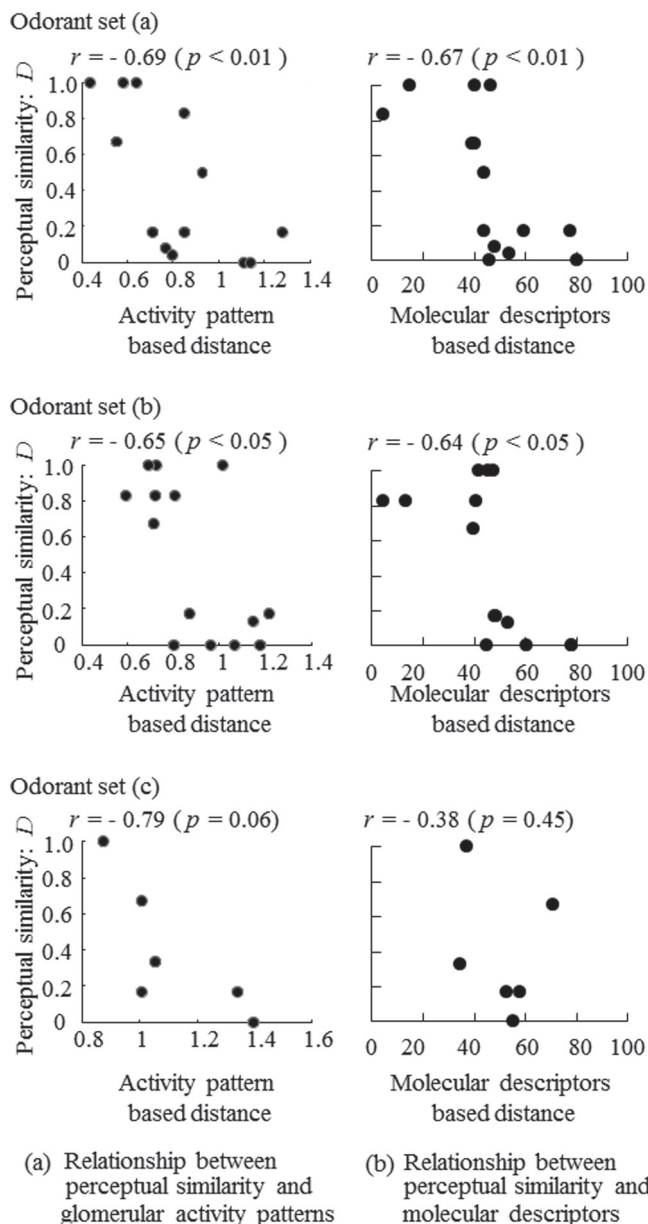 Odorant set (a)
r = - 0.69 ( p < 0.01 )
r = - 0.67 ( p < 0.01 )
Perceptual similarity: D
1.0
0.8
0.6
0.4
0.2
0
0.4 0.6 0.8 1 1.2 1.4
0 20 40 60 80 100
Activity pattern
based distance
Molecular descriptors
based distance
Odorant set (b)
r = - 0.65 ( p < 0.05 )
r = - 0.64 ( p < 0.05 )
Perceptual similarity: D
1.0
0.8
0.6
0.4
0.2
0
0.4 0.6 0.8 1 1.2 1.4
0 20 40 60 80 100
Activity pattern
based distance
Molecular descriptors
based distance
Odorant set (c)
r = - 0.79 ( p = 0.06 )
r = - 0.38 ( p = 0.45)
Perceptual similarity: D
1.0
0.8
0.6
0.4
0.2
0
0.8 1 1.2 1.4 1.6
0 20 40 60 80 100
Activity pattern
based distance
Molecular descriptors
based distance
(a) Relationship between
perceptual similarity and
glomerular activity patterns
(b) Relationship between
perceptual similarity and
molecular descriptors